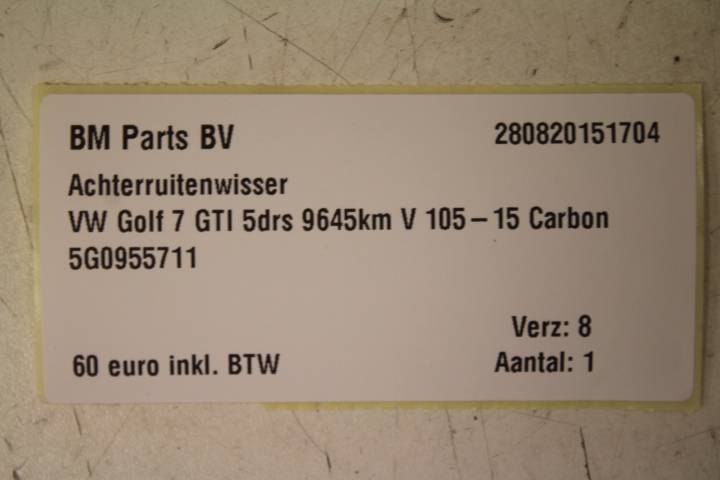 BM Parts BV 280820151704
Achterruitenwisser
VW Golf 7 GTI 5drs 9645km V 105-15 Carbon
5G0955711
Verz: 8
60 euro inkl. BTW Aantal: 1